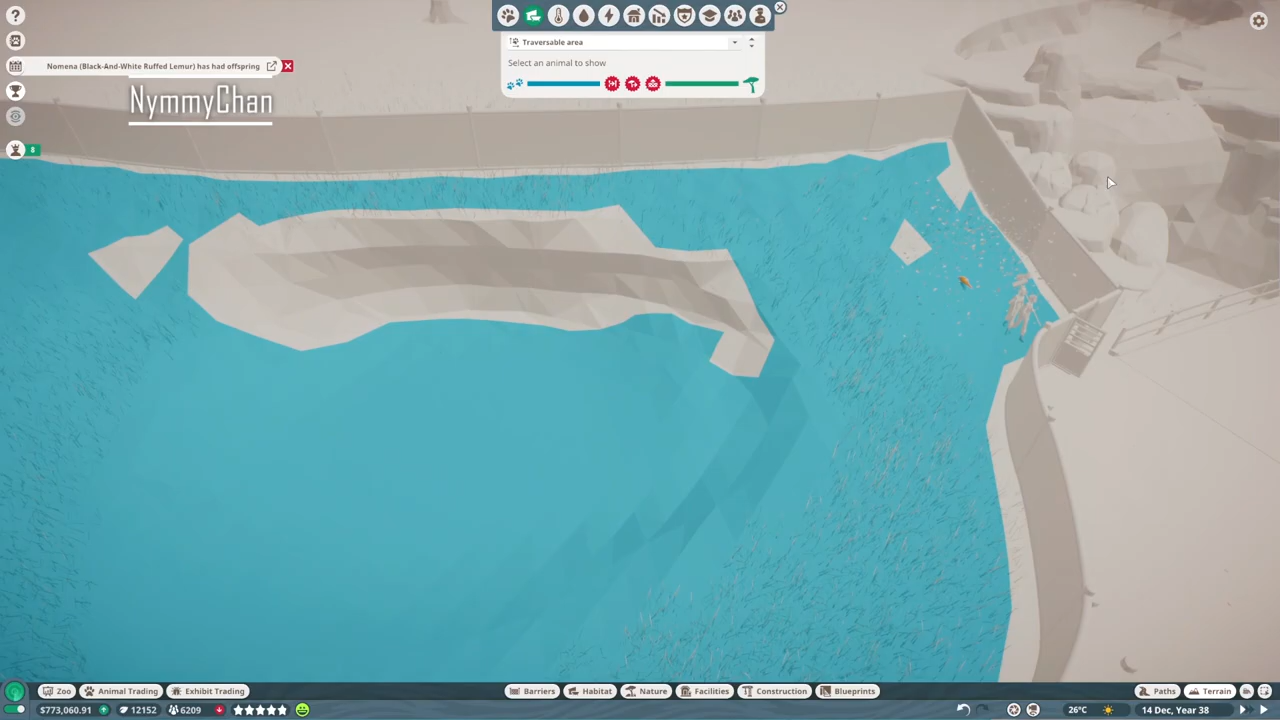 Traversable area
Select an animal to show
Nomena (Black-And-White Ruffed Lemur) has had offspring
NymmyChan
8
Zoo
Animal Trading
Exhibit Trading
Barriers
Habitat
Nature
Facilities
Construction
Blueprints
Paths
Terrain
$773,060.91
12152
6209
26°C
14 Dec, Year 38